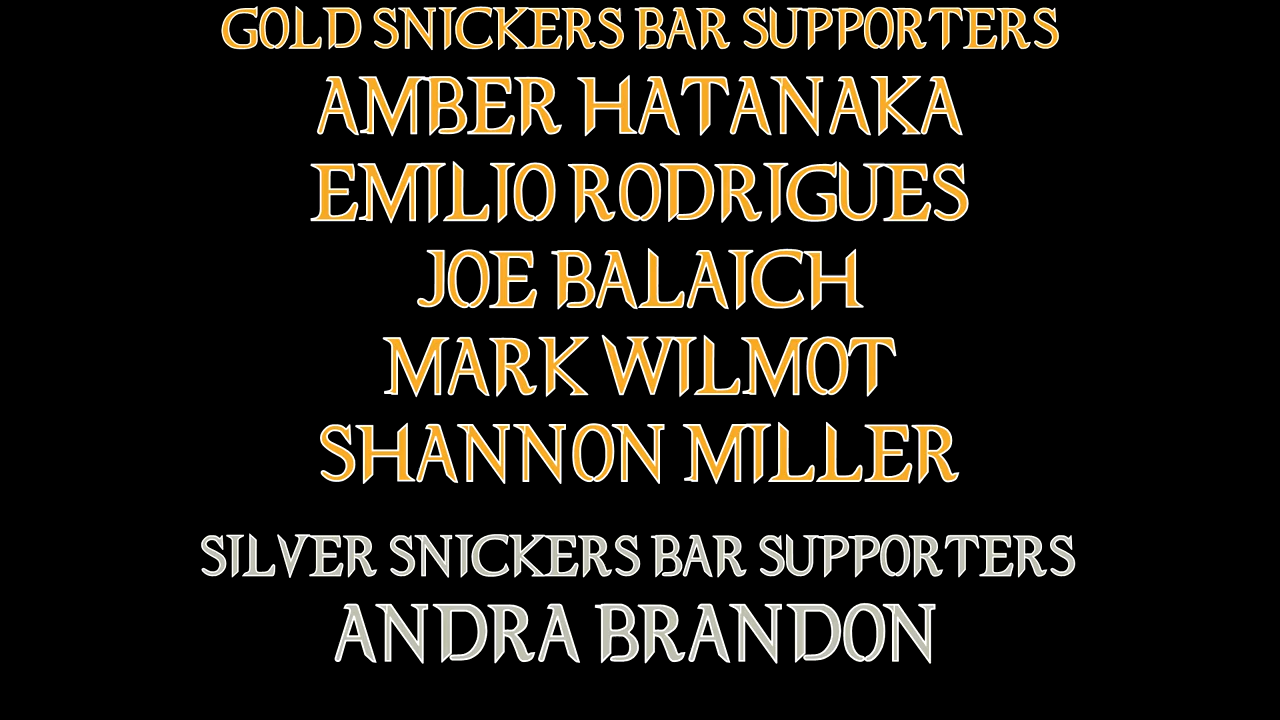 GOLD SNICKERS BAR SUPPORTERS
AMBER HATANAKA
EMILIO RODRIGUES
JOE BALAICH
MARK WILMOT
SHANNON MILLER
SILVER SNICKERS BAR SUPPORTERS
ANDRA BRANDON